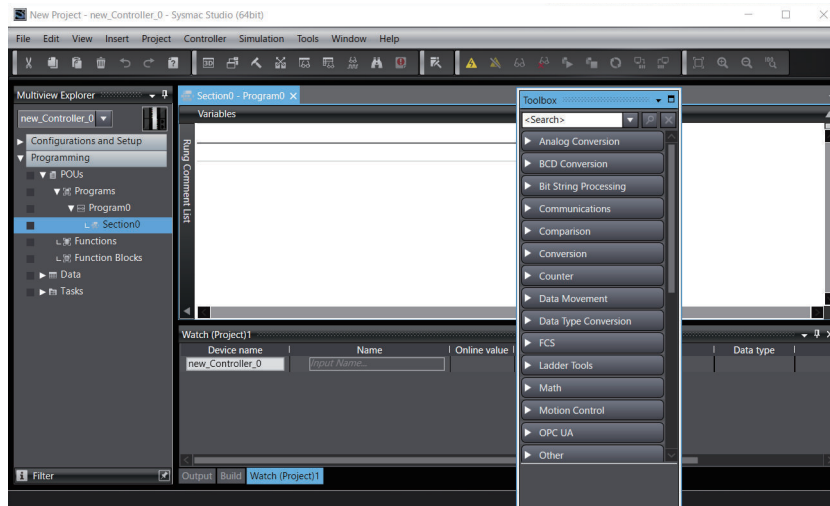 New Project - new_Controller_0 - Sysmac Studio (64bit)
File Edit View Insert Project Controller Simulation Tools Window Help
Multiview Explorer
new_Controller_0
Configurations and Setup
Programming
POUs
Programs
Program0
Section0
Functions
Function Blocks
Data
Tasks
Filter
Section0 - Program0
Variables
Rung Comment List
Watch (Project)1
Device name Name Online value Data type
new_Controller_0 Input Name...
Output Build Watch (Project)1
Toolbox
<Search>
Analog Conversion
BCD Conversion
Bit String Processing
Communications
Comparison
Conversion
Counter
Data Movement
Data Type Conversion
FCS
Ladder Tools
Math
Motion Control
OPC UA
Other